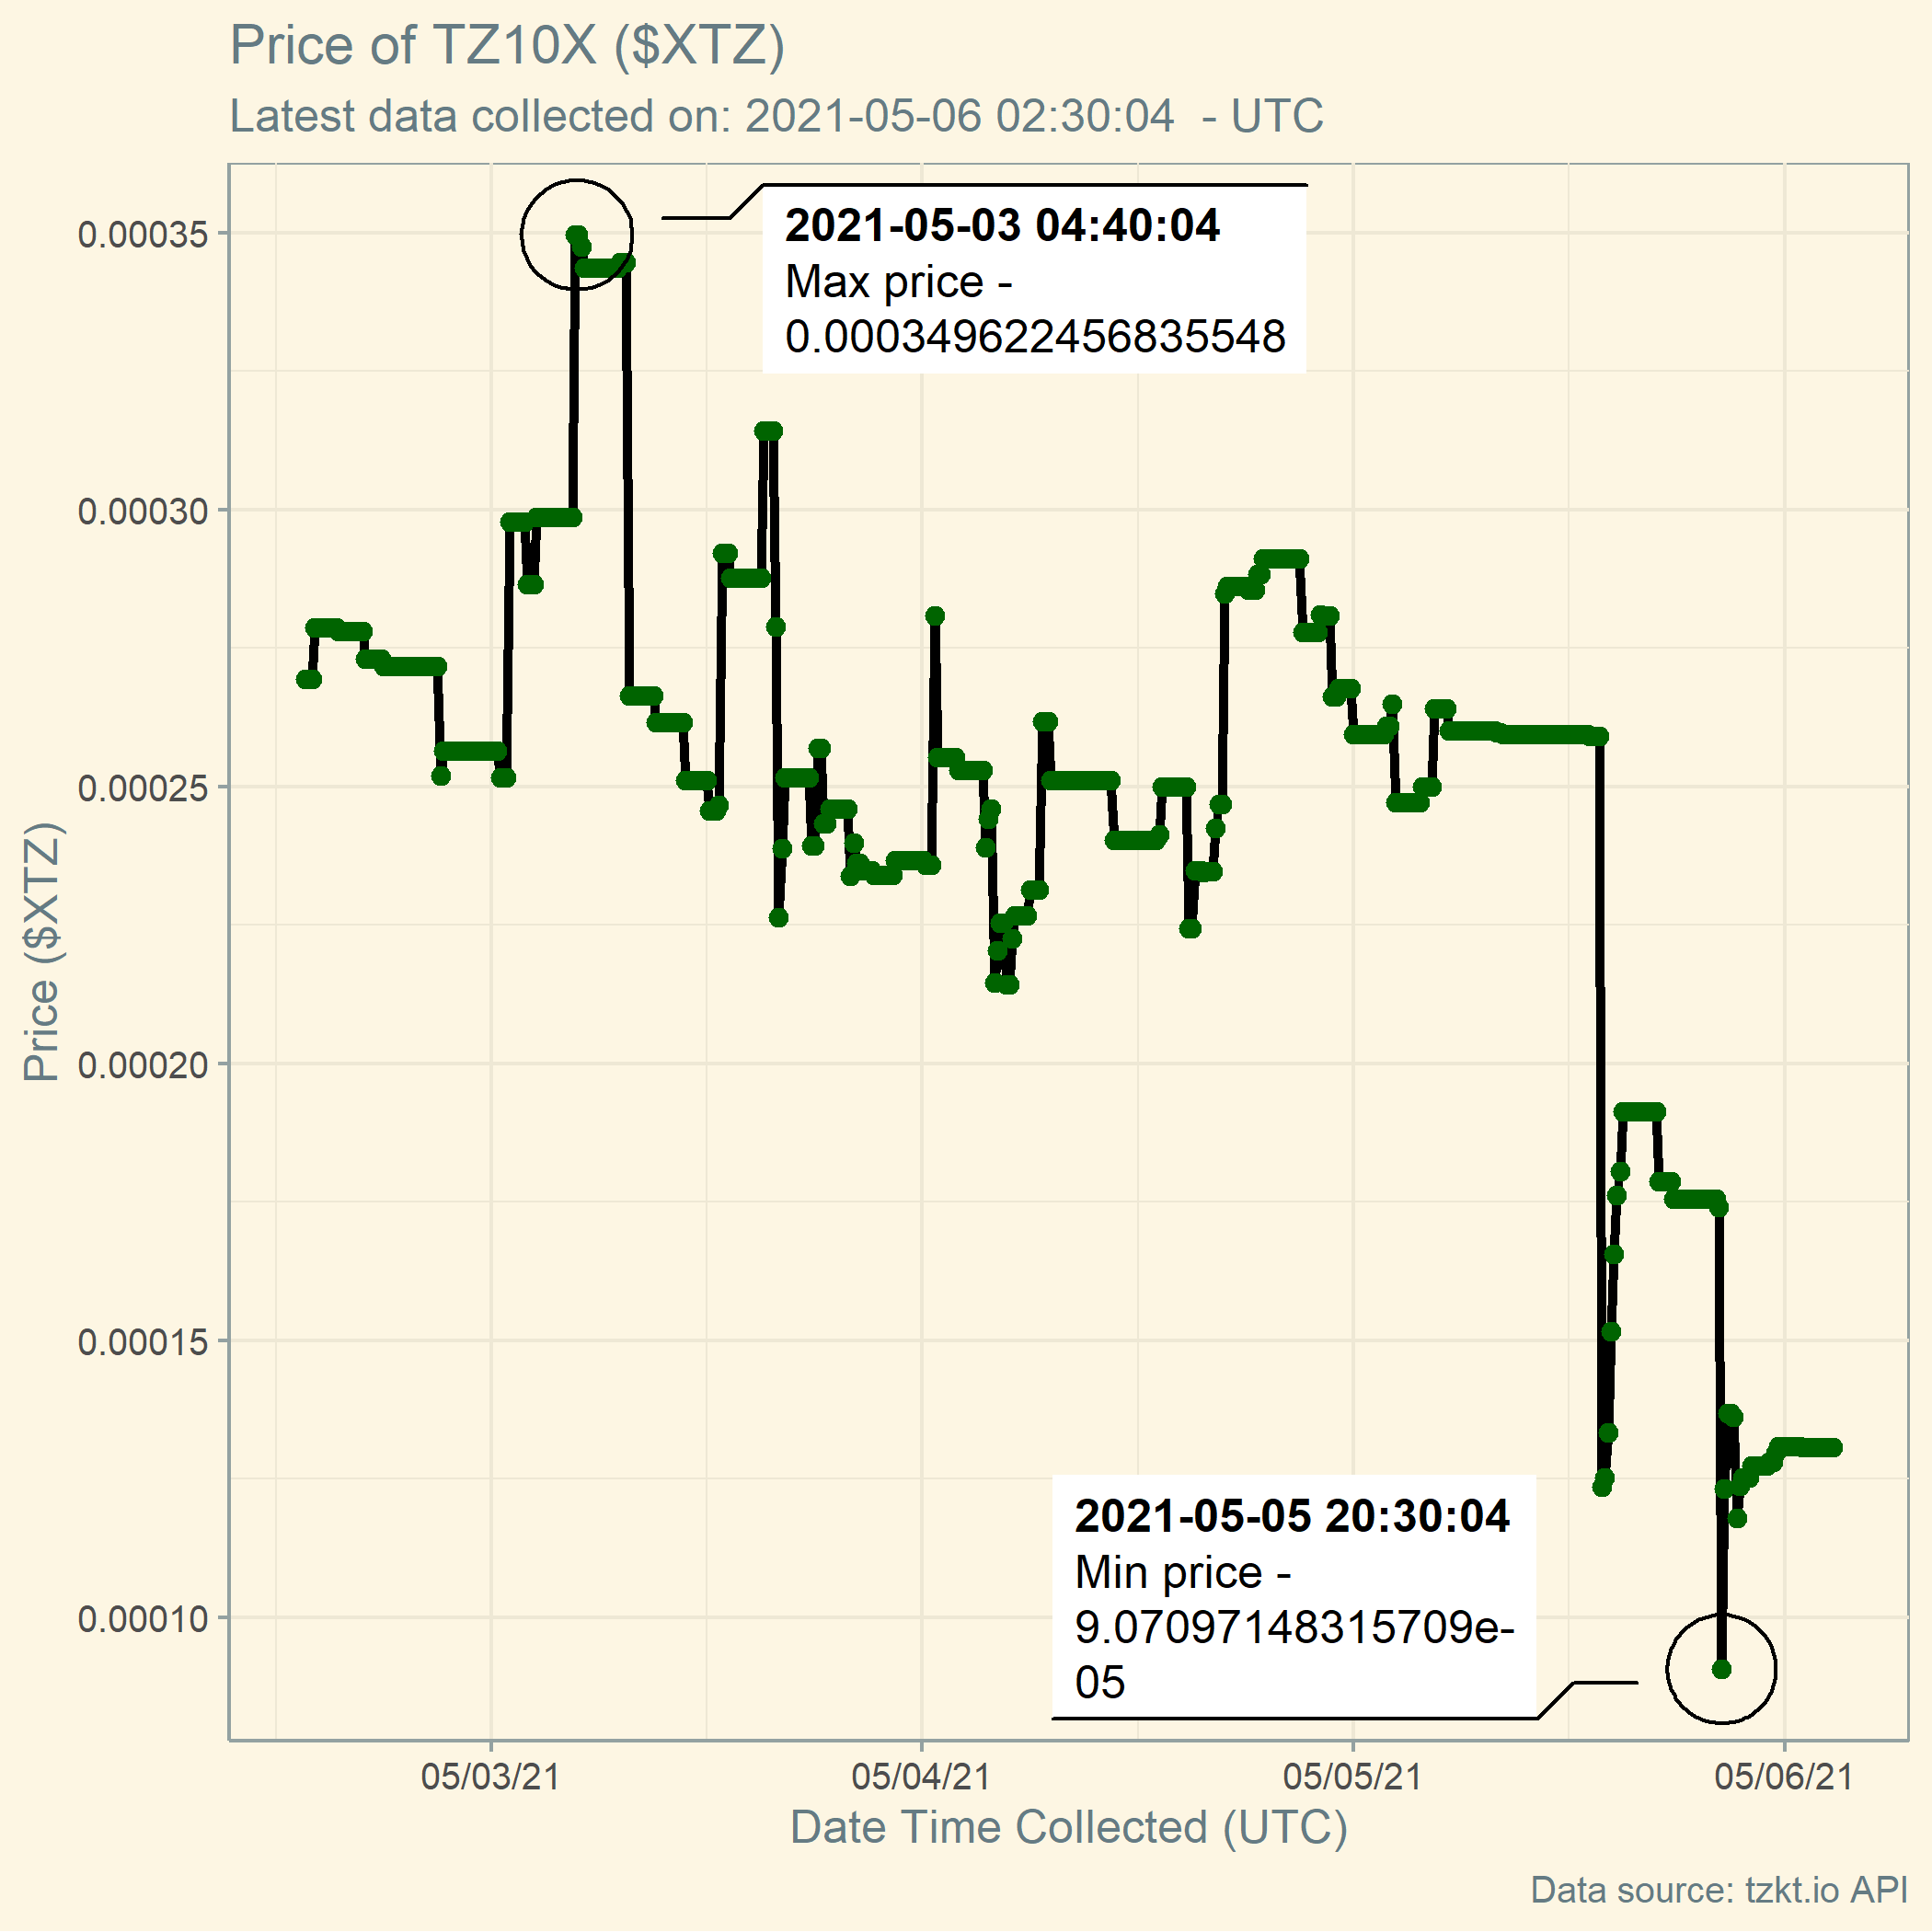 Price of TZ10X ($XTZ)
Latest data collected on: 2021-05-06 02:30:04  - UTC
2021-05-03 04:40:04
Max price -
0.000349622456835548
0.00035
0.00030
0.00025
0.00020
0.00015
0.00010
Price ($XTZ)
2021-05-05 20:30:04
Min price -
9.07097148315709e-
05
05/03/21
05/04/21
05/05/21
05/06/21
Date Time Collected (UTC)
Data source: tzkt.io API